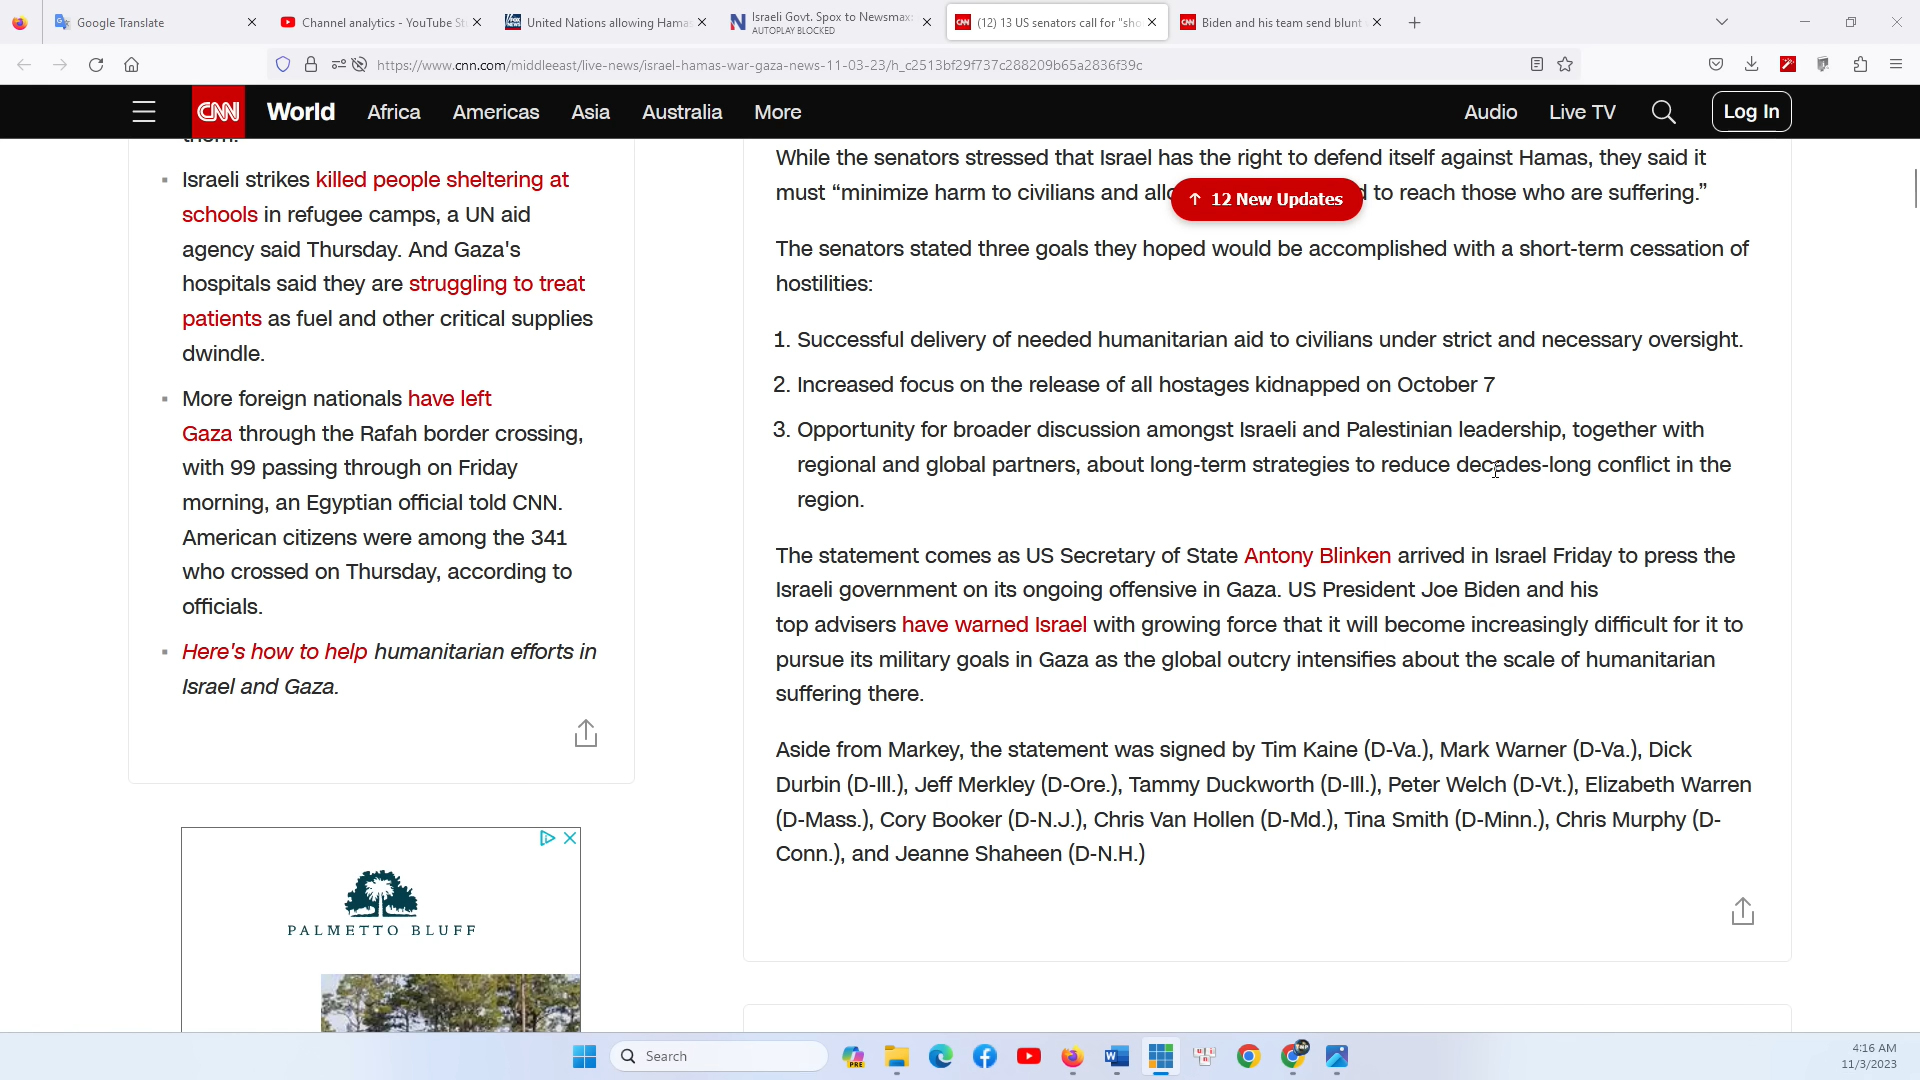 Google Translate
Channel analytics - YouTube St
United Nations allowing Hamas
Israeli Govt. Spox to Newsmax:
AUTOPLAY BLOCKED
(12) 13 US senators call for "sho
Biden and his team send blunt
https://www.cnn.com/middleeast/live-news/israel-hamas-war-gaza-news-11-03-23/h_c2513bf29f737c288209b65a2836f39c
CNN World Africa Americas Asia Australia More Audio Live TV Log In
them.
Israeli strikes killed people sheltering at
schools in refugee camps, a UN aid
agency said Thursday. And Gaza's
hospitals said they are struggling to treat
patients as fuel and other critical supplies
dwindle.
More foreign nationals have left
Gaza through the Rafah border crossing,
with 99 passing through on Friday
morning, an Egyptian official told CNN.
American citizens were among the 341
who crossed on Thursday, according to
officials.
Here's how to help humanitarian efforts in
Israel and Gaza.
PALMETTO BLUFF
While the senators stressed that Israel has the right to defend itself against Hamas, they said it
must “minimize harm to civilians and allo d to reach those who are suffering.”
↑ 12 New Updates
The senators stated three goals they hoped would be accomplished with a short-term cessation of
hostilities:
1. Successful delivery of needed humanitarian aid to civilians under strict and necessary oversight.
2. Increased focus on the release of all hostages kidnapped on October 7
3. Opportunity for broader discussion amongst Israeli and Palestinian leadership, together with
regional and global partners, about long-term strategies to reduce decades-long conflict in the
region.
The statement comes as US Secretary of State Antony Blinken arrived in Israel Friday to press the
Israeli government on its ongoing offensive in Gaza. US President Joe Biden and his
top advisers have warned Israel with growing force that it will become increasingly difficult for it to
pursue its military goals in Gaza as the global outcry intensifies about the scale of humanitarian
suffering there.
Aside from Markey, the statement was signed by Tim Kaine (D-Va.), Mark Warner (D-Va.), Dick
Durbin (D-Ill.), Jeff Merkley (D-Ore.), Tammy Duckworth (D-Ill.), Peter Welch (D-Vt.), Elizabeth Warren
(D-Mass.), Cory Booker (D-N.J.), Chris Van Hollen (D-Md.), Tina Smith (D-Minn.), Chris Murphy (D-
Conn.), and Jeanne Shaheen (D-N.H.)
Search
PRE
4:16 AM
11/3/2023